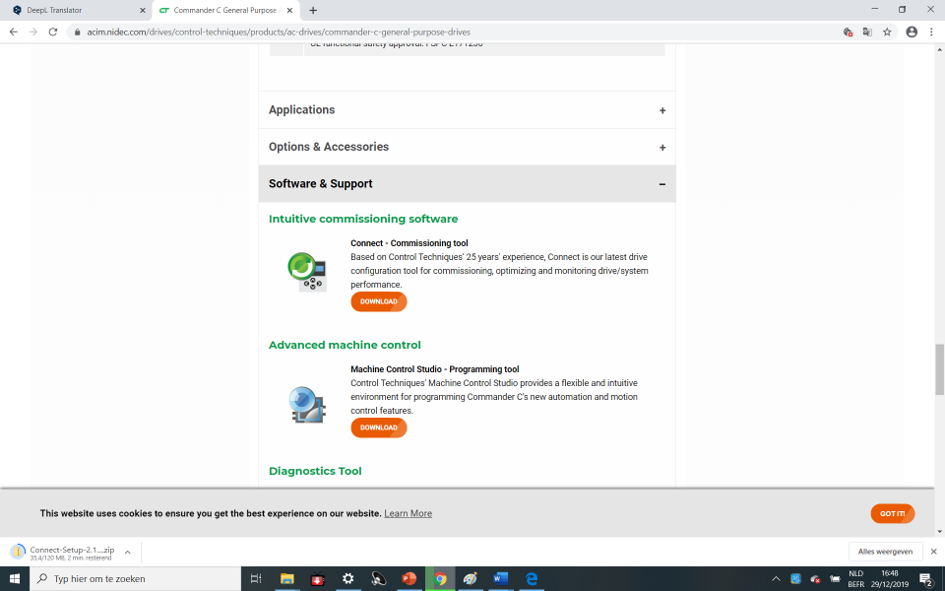 DeepL Translator
Commander C General Purpose
acim.nidec.com/drives/control-techniques/products/ac-drives/commander-c-general-purpose-drives
Applications +
Options & Accessories +
Software & Support −
Intuitive commissioning software
Connect - Commissioning tool
Based on Control Techniques' 25 years' experience, Connect is our latest drive
configuration tool for commissioning, optimizing and monitoring drive/system
performance.
DOWNLOAD
Advanced machine control
Machine Control Studio - Programming tool
Control Techniques' Machine Control Studio provides a flexible and intuitive
environment for programming Commander C's new automation and motion
control features.
DOWNLOAD
Diagnostics Tool
This website uses cookies to ensure you get the best experience on our website. Learn More
GOT IT!
Connect-Setup-2.1....zip
35,4/120 MB, 2 min. resterend
Alles weergeven
Typ hier om te zoeken
NLD 16:48
BEFR 29/12/2019
2